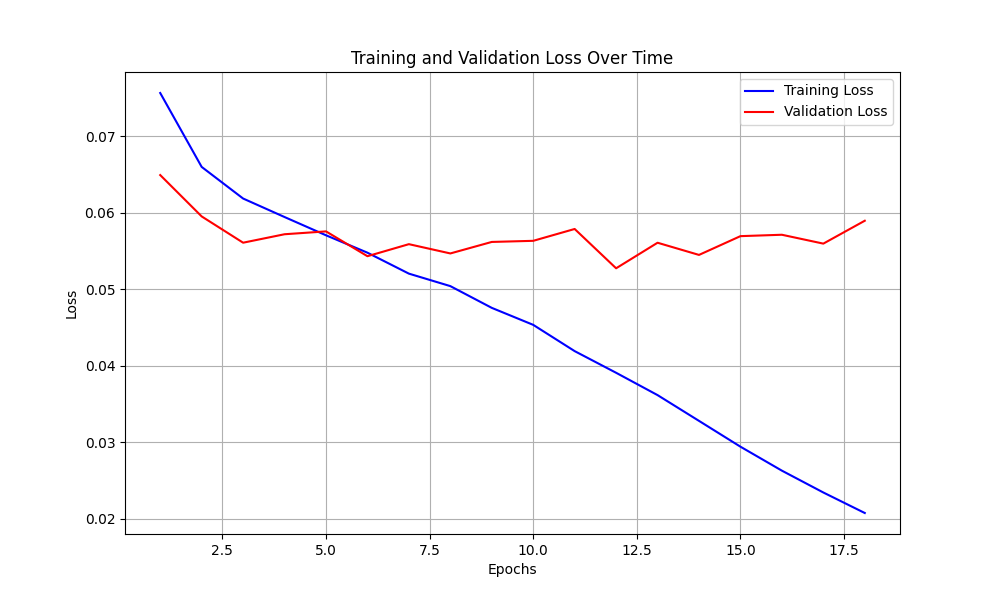 Training and Validation Loss Over Time
Training Loss
Validation Loss
0.07
0.06
0.05
0.04
0.03
0.02
Loss
2.5 5.0 7.5 10.0 12.5 15.0 17.5
Epochs